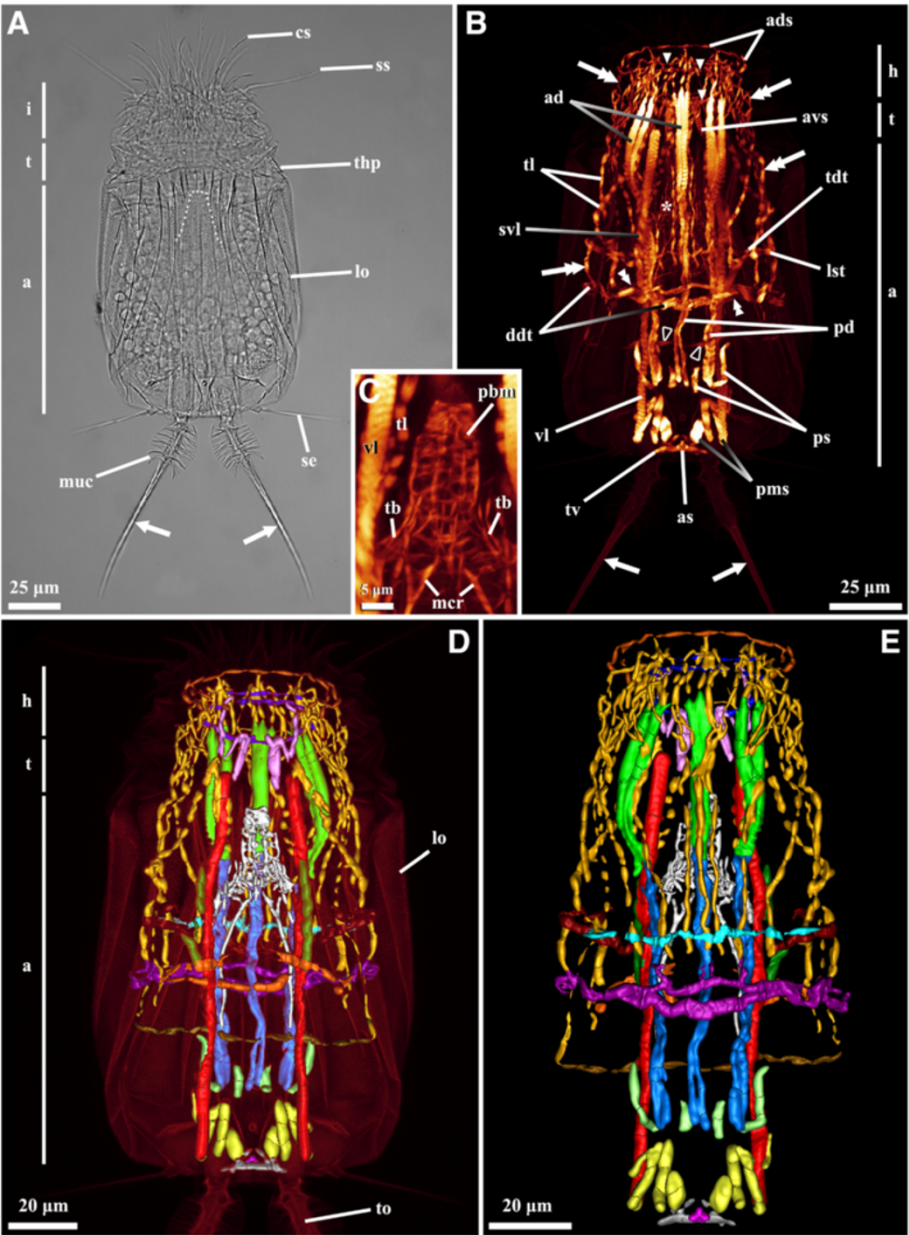 A
cs
ss
i
t
thp
a
lo
se
muc
25 μm
B
ads
h
ad
t
avs
tl
tdt
svl
lst
a
ddt
pd
vl
ps
pms
tv
as
25 μm
C
pbm
tl
vl
tb
tb
5 μm
mcr
D
h
t
lo
a
20 μm
to
E
20 μm